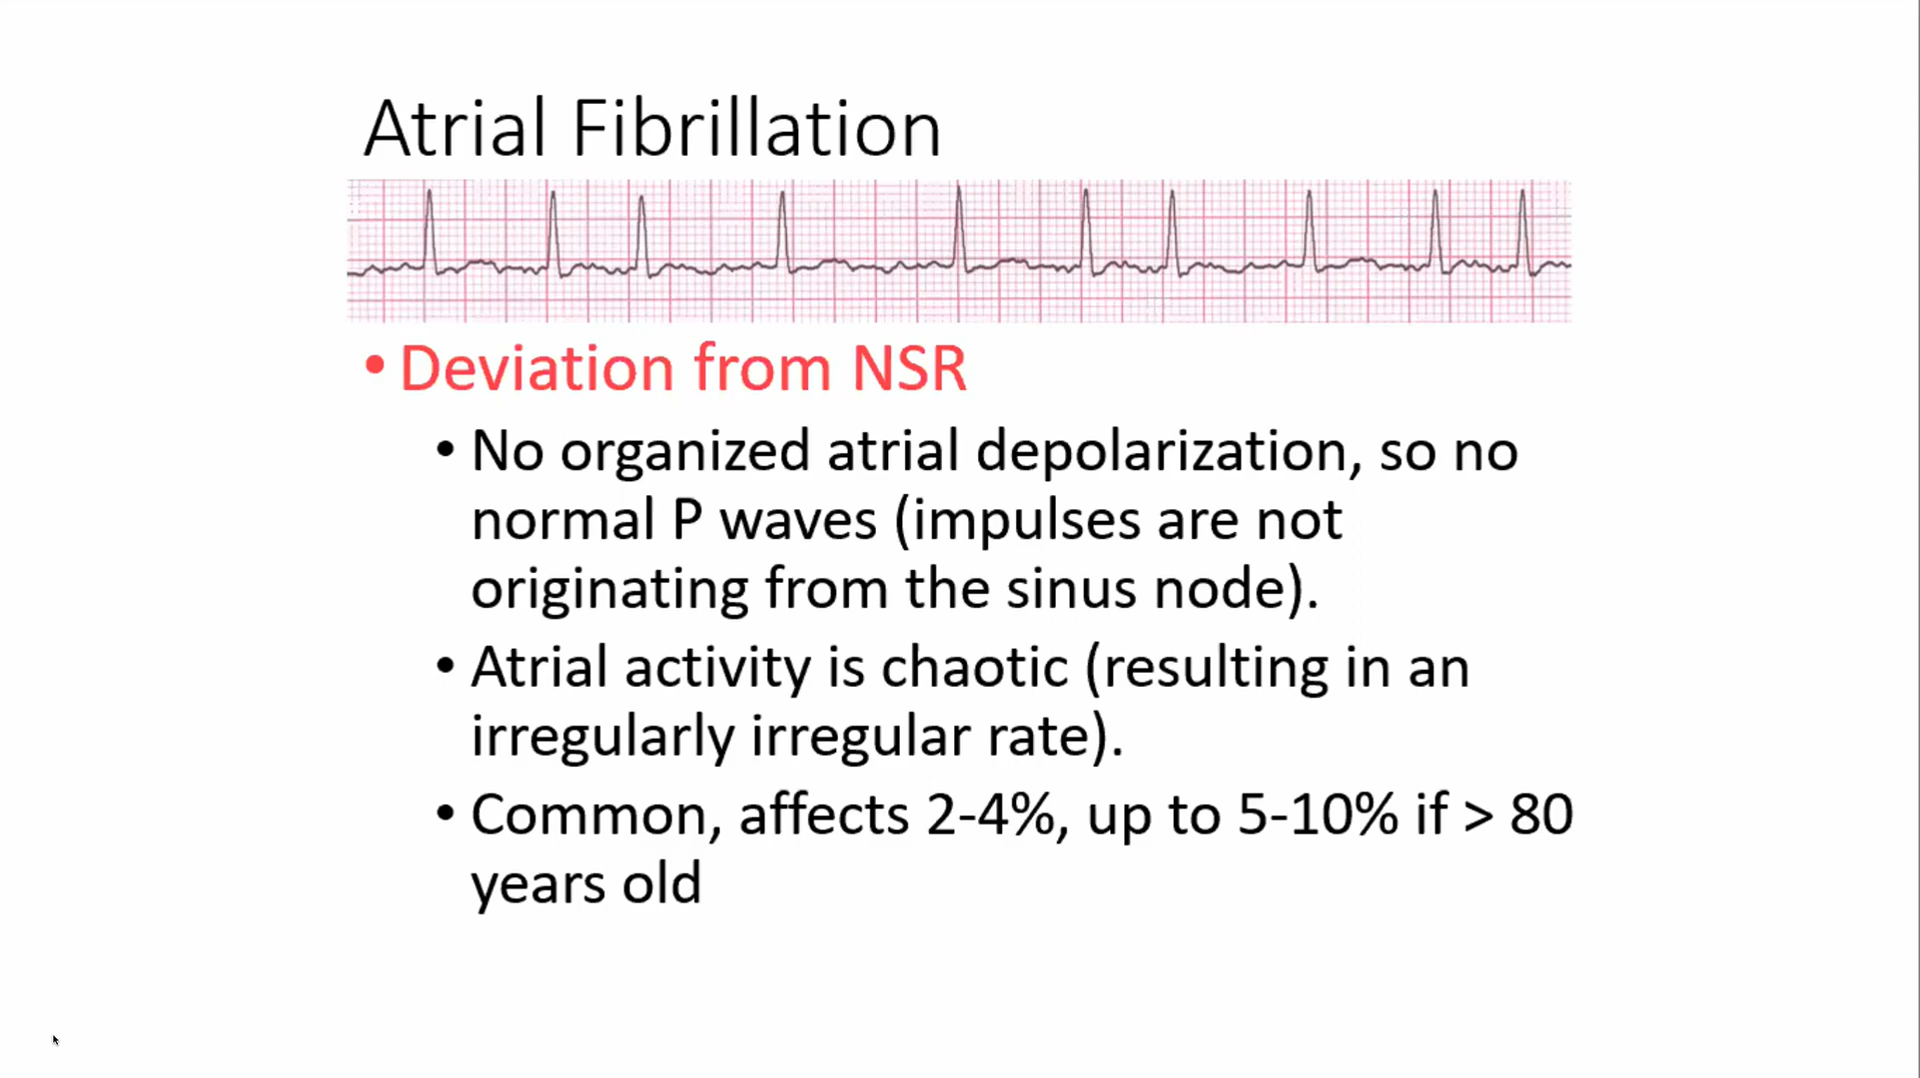 Atrial Fibrillation
• Deviation from NSR
• No organized atrial depolarization, so no
normal P waves (impulses are not
originating from the sinus node).
• Atrial activity is chaotic (resulting in an
irregularly irregular rate).
• Common, affects 2-4%, up to 5-10% if > 80
years old